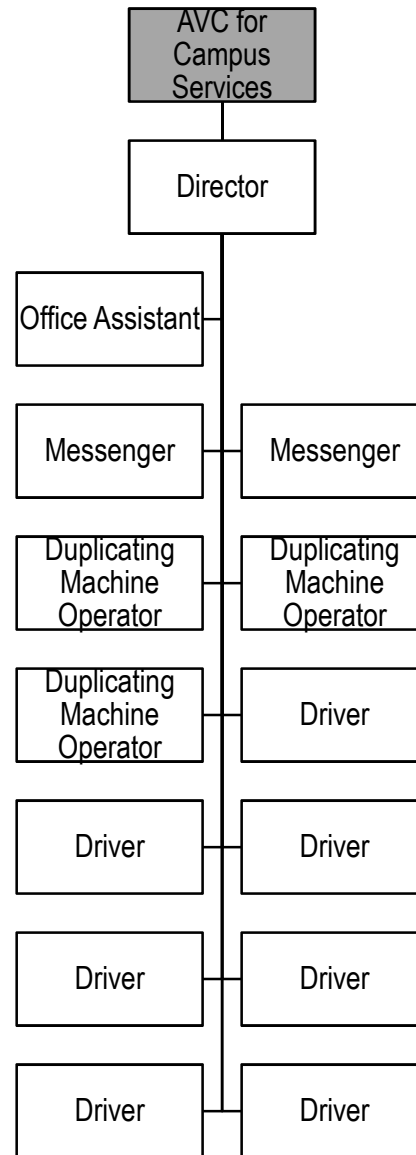 AVC for
Campus
Services
Director
Office Assistant
Messenger
Messenger
Duplicating
Machine
Operator
Duplicating
Machine
Operator
Duplicating
Machine
Operator
Driver
Driver
Driver
Driver
Driver
Driver
Driver